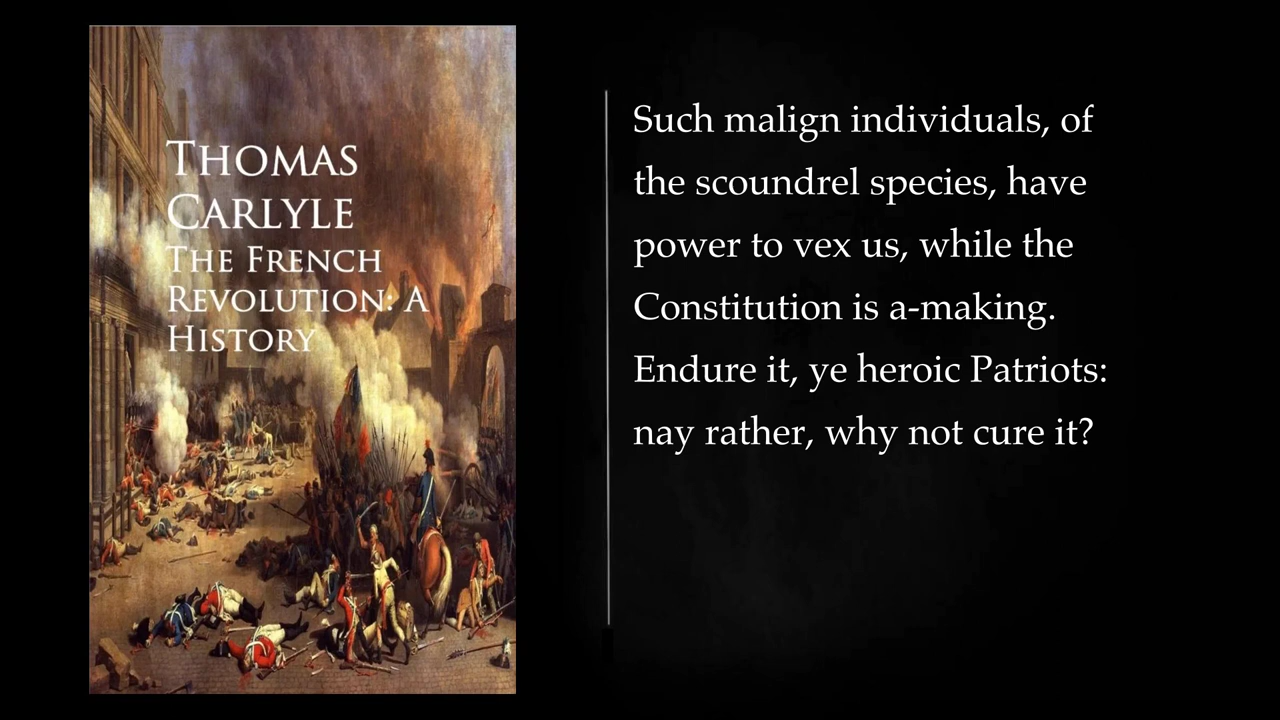 THOMAS
CARLYLE
THE FRENCH
REVOLUTION: A
HISTORY
Such malign individuals, of
the scoundrel species, have
power to vex us, while the
Constitution is a-making.
Endure it, ye heroic Patriots:
nay rather, why not cure it?